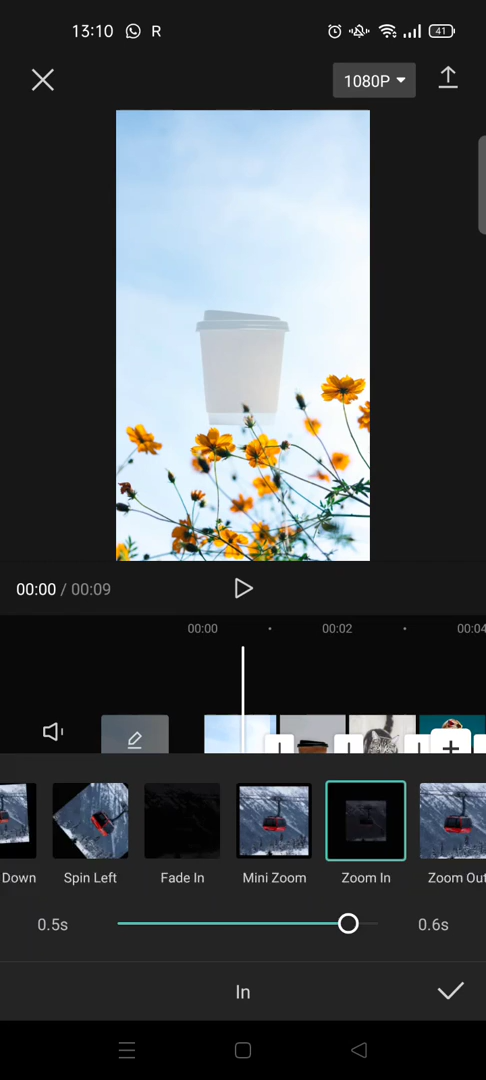 13:10 R 41
1080P
00:00 / 00:09
00:00 00:02 00:04
Down Spin Left Fade In Mini Zoom Zoom In Zoom Out
0.5s 0.6s
In